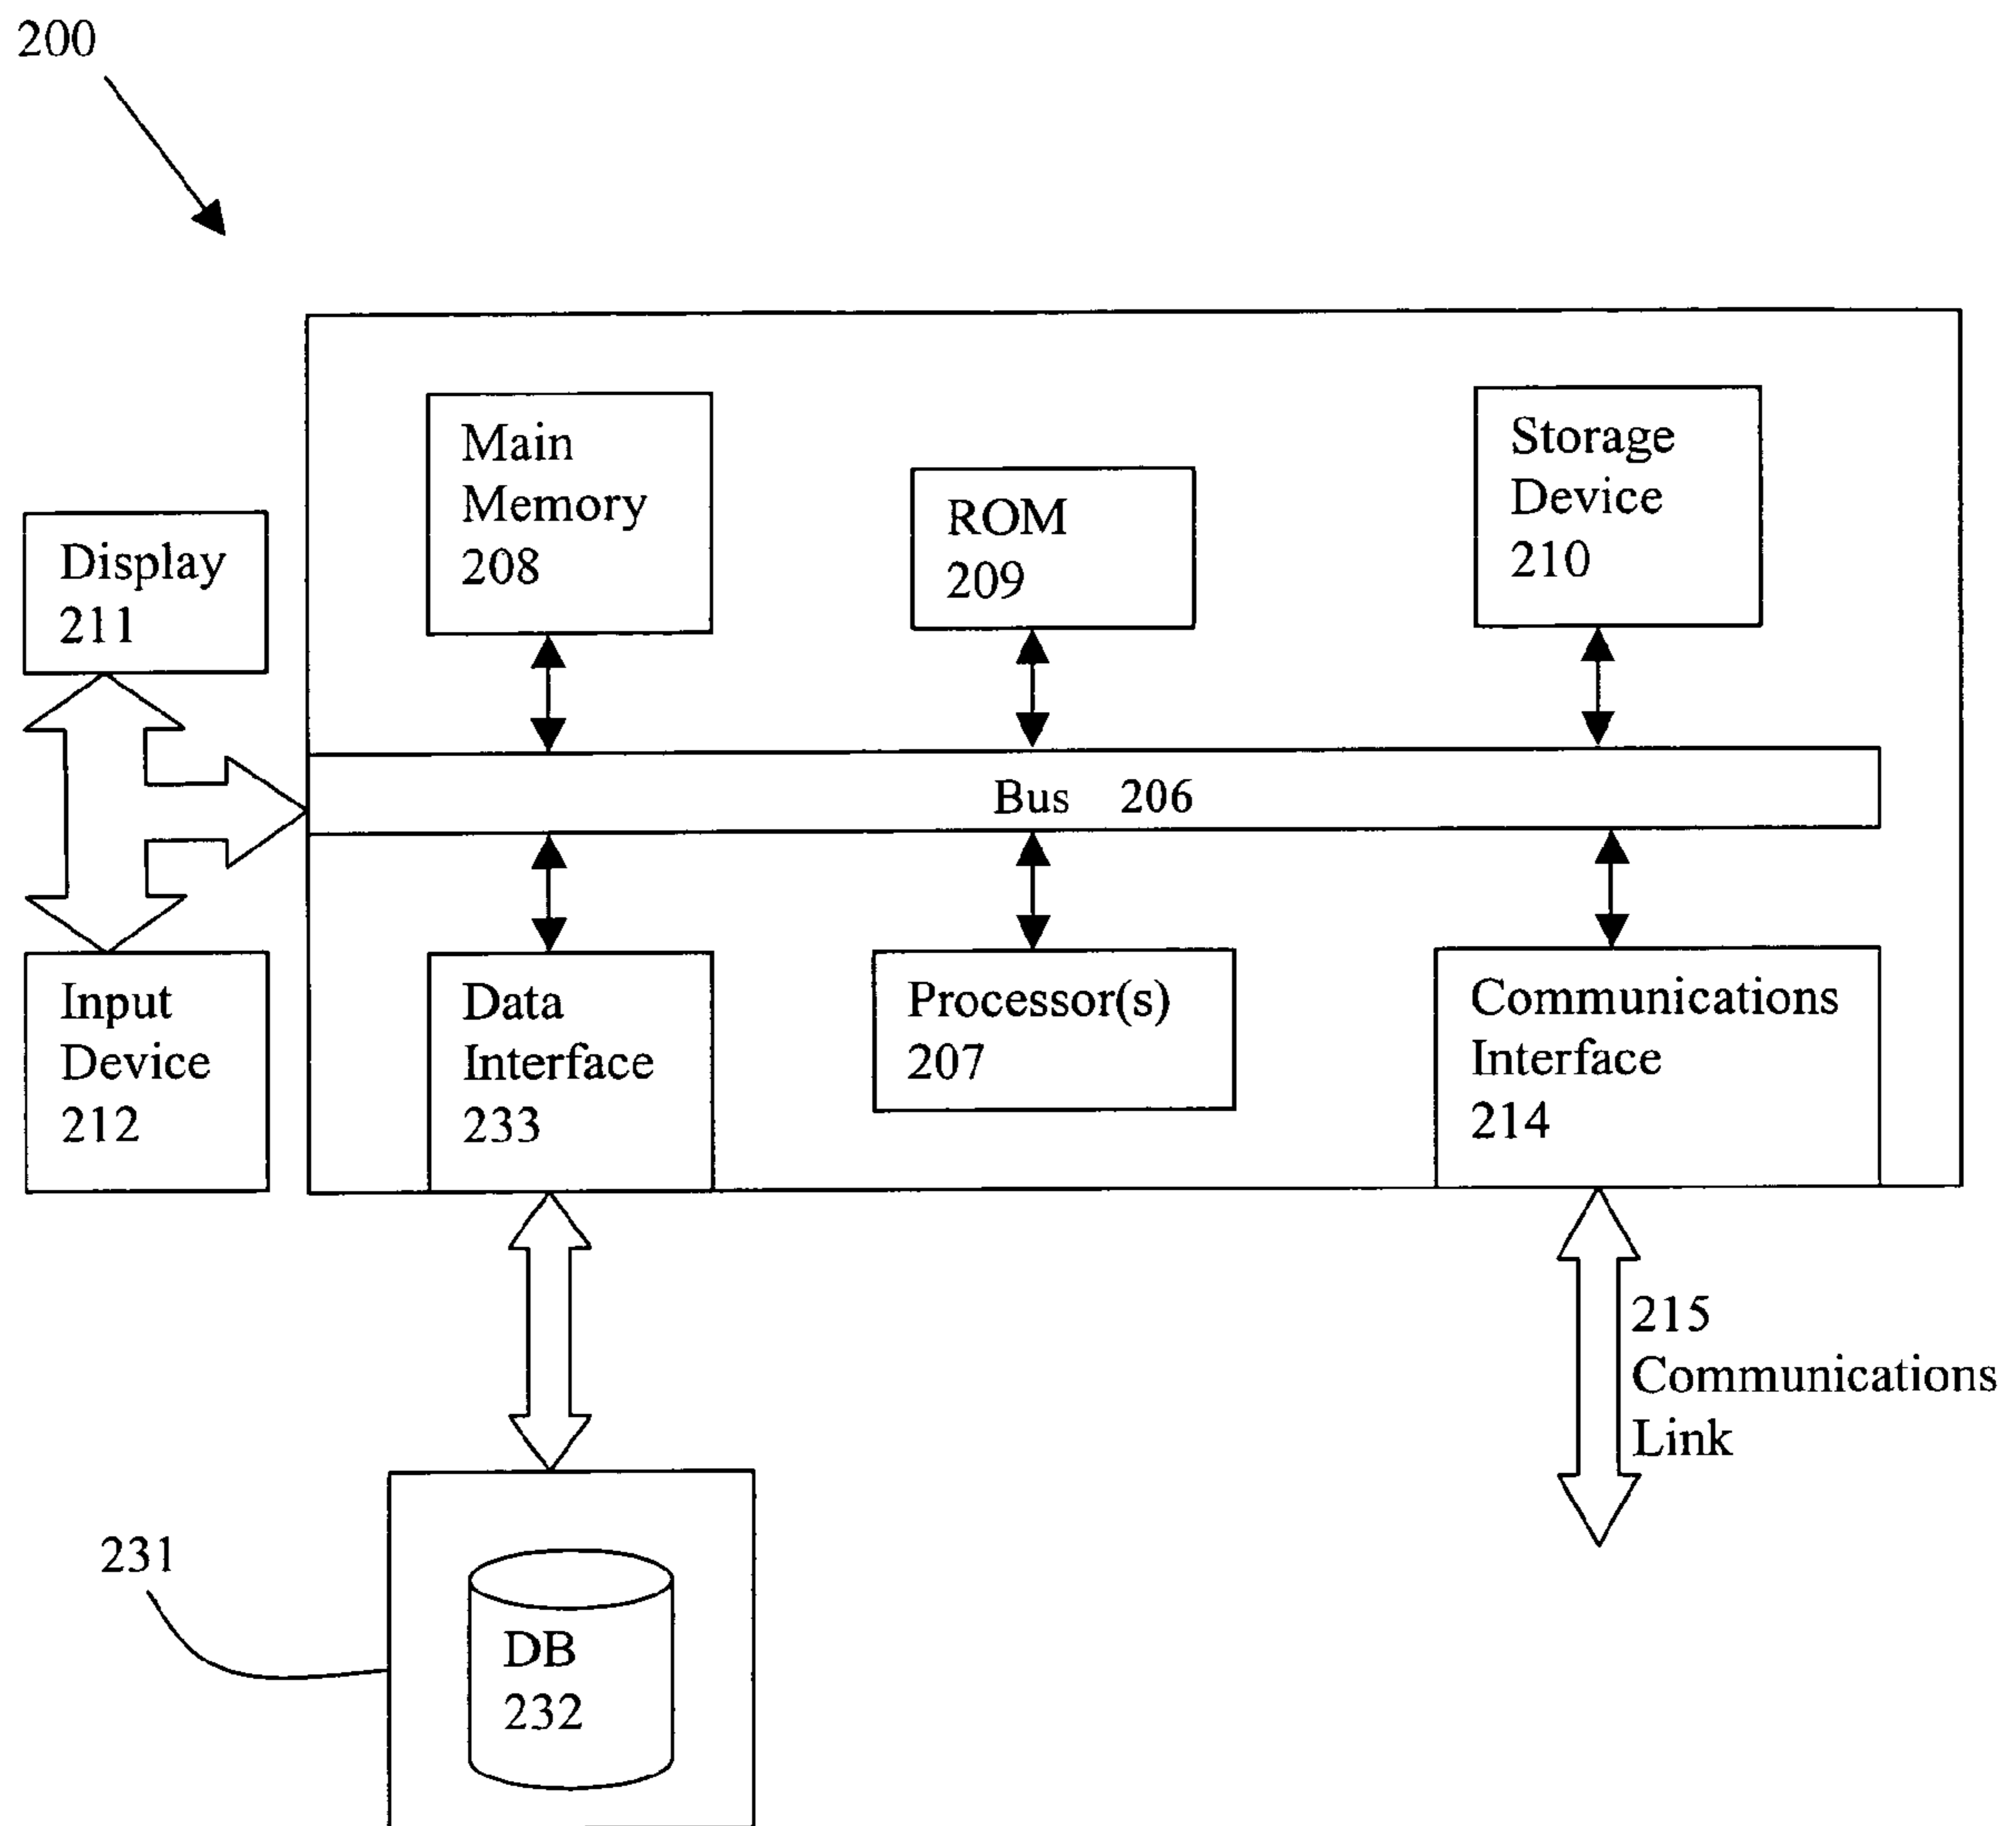 200
Main
Memory
208
ROM
209
Storage
Device
210
Display
211
Bus 206
Input
Device
212
Data
Interface
233
Processor(s)
207
Communications
Interface
214
215
Communications
Link
231
DB
232